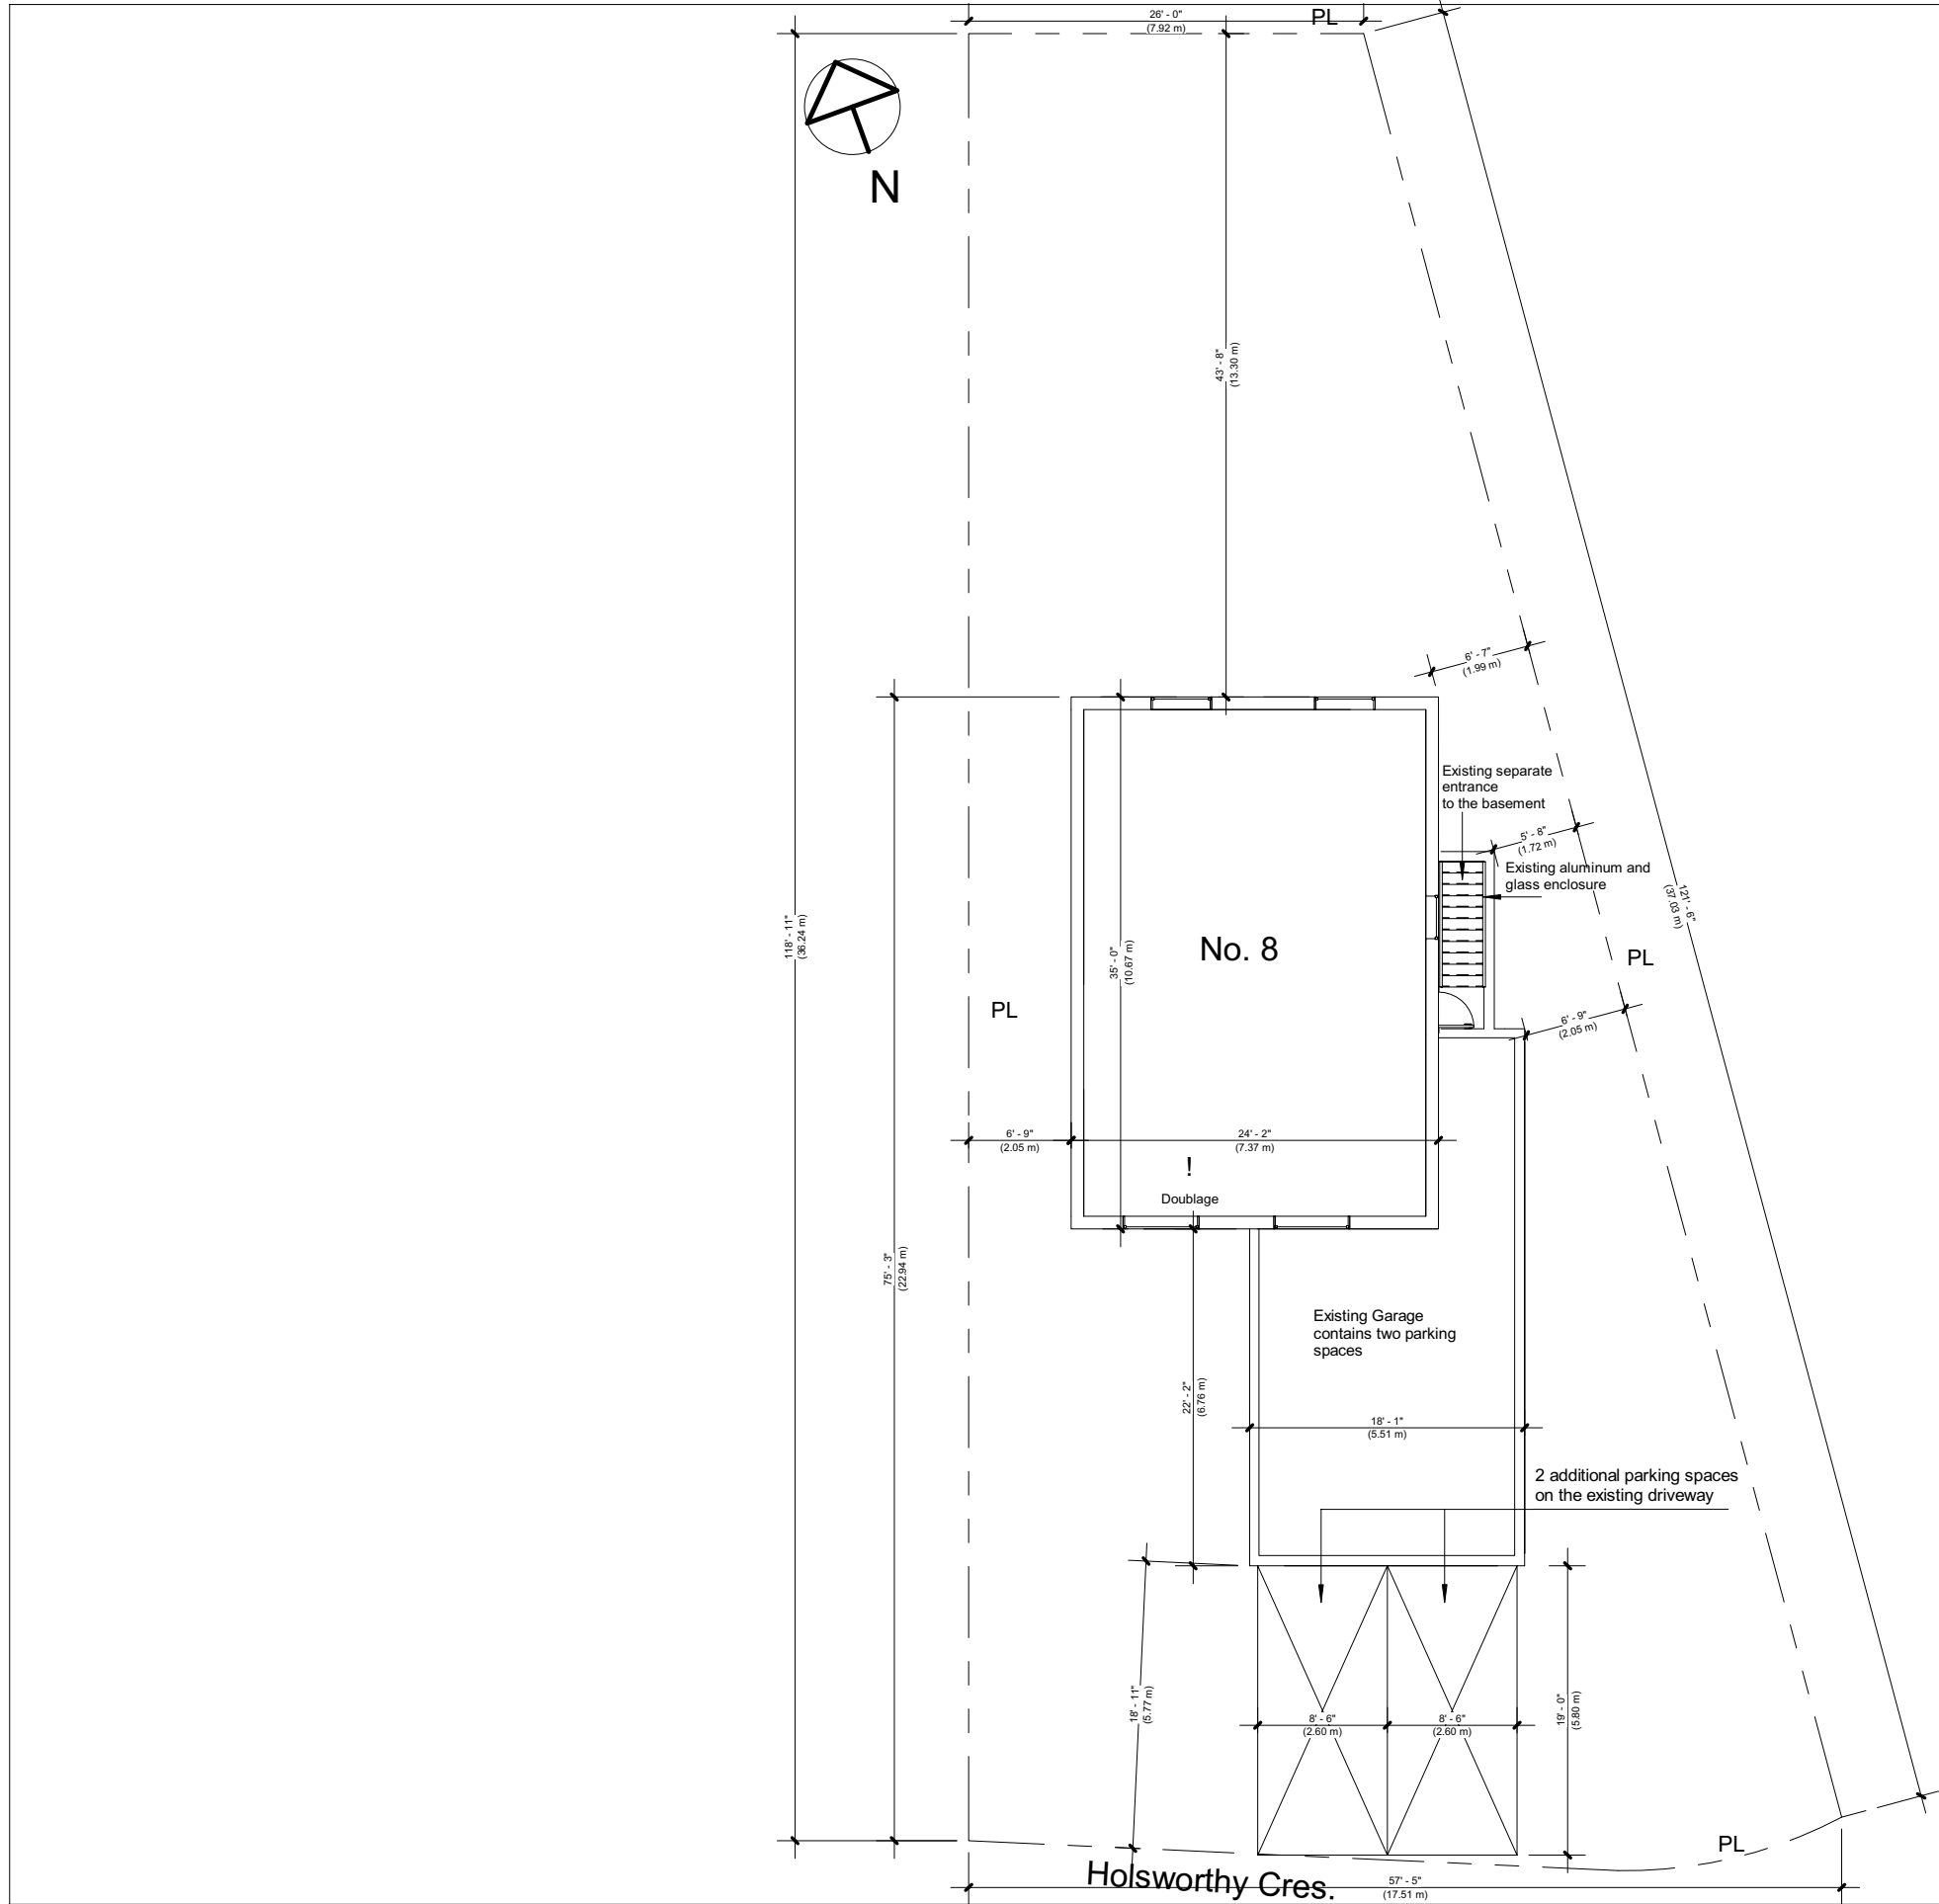 26' - 0"
(7.92 m)
PL
N
43' - 8"
(13.30 m)
6' - 7"
(1.99 m)
Existing separate
entrance
to the basement
5' - 8"
(1.72 m)
Existing aluminum and
glass enclosure
121' - 6"
(37.03 m)
118' - 11"
(36.24 m)
35' - 0"
(10.67 m)
No. 8
PL
PL
6' - 9"
(2.05 m)
6' - 9"
(2.05 m)
24' - 2"
(7.37 m)
!
Doublage
75' - 3"
(22.94 m)
Existing Garage
contains two parking
spaces
22' - 2"
(6.76 m)
18' - 1"
(5.51 m)
2 additional parking spaces
on the existing driveway
18' - 11"
(5.77 m)
8' - 6"
(2.60 m)
8' - 6"
(2.60 m)
19' - 0"
(5.80 m)
PL
Holsworthy Cres.
57' - 5"
(17.51 m)